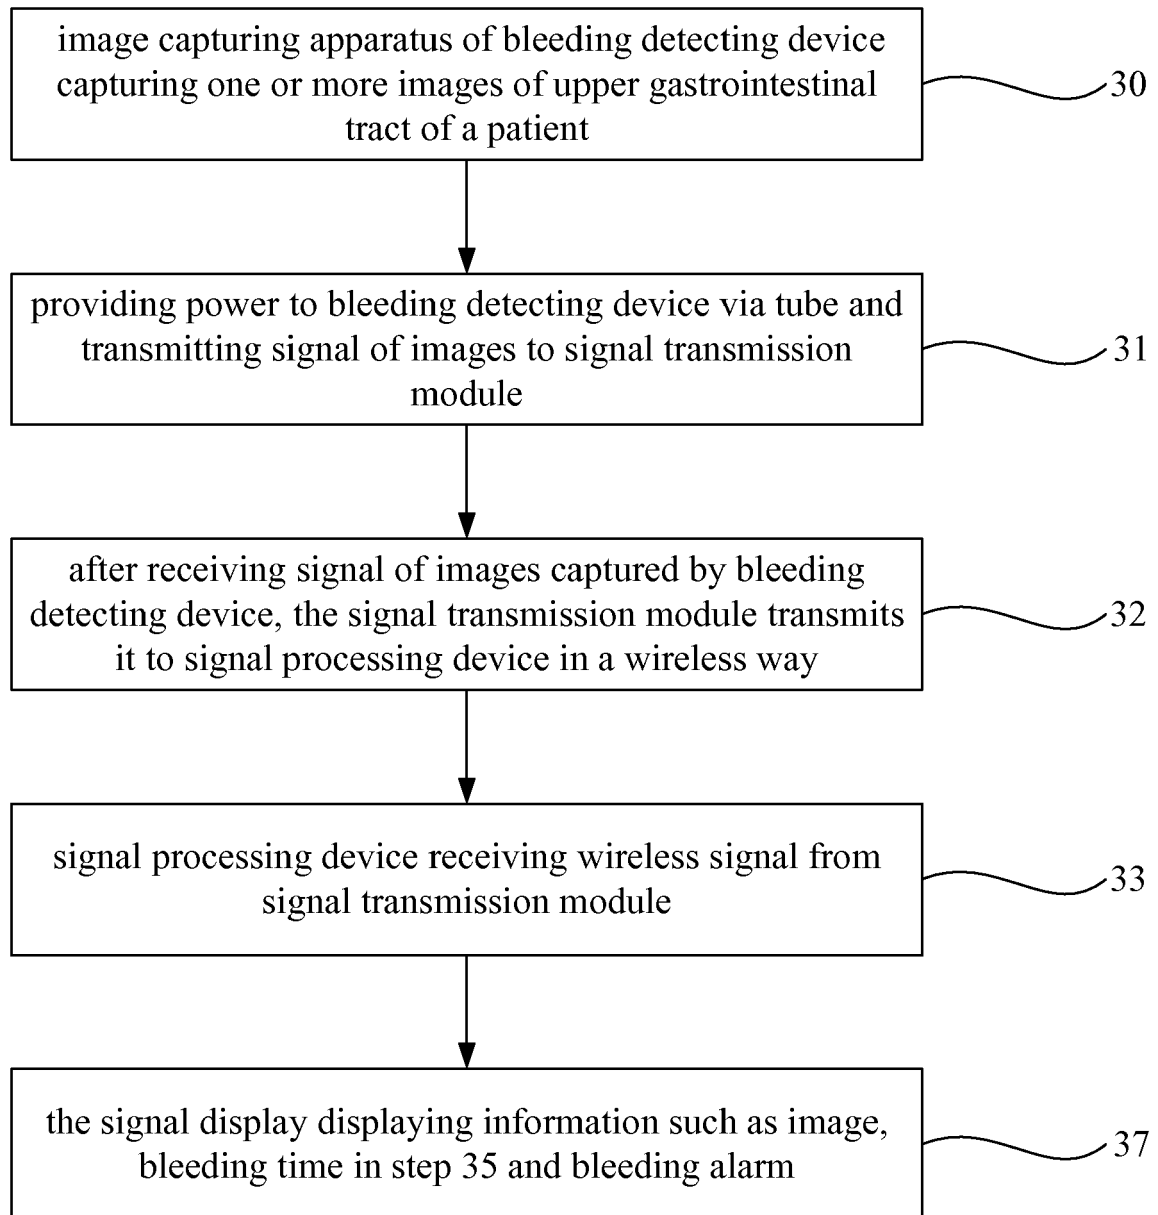 image capturing apparatus of bleeding detecting device
capturing one or more images of upper gastrointestinal
tract of a patient
30
providing power to bleeding detecting device via tube and
transmitting signal of images to signal transmission
module
31
after receiving signal of images captured by bleeding
detecting device, the signal transmission module transmits
it to signal processing device in a wireless way
32
signal processing device receiving wireless signal from
signal transmission module
33
the signal display displaying information such as image,
bleeding time in step 35 and bleeding alarm
37